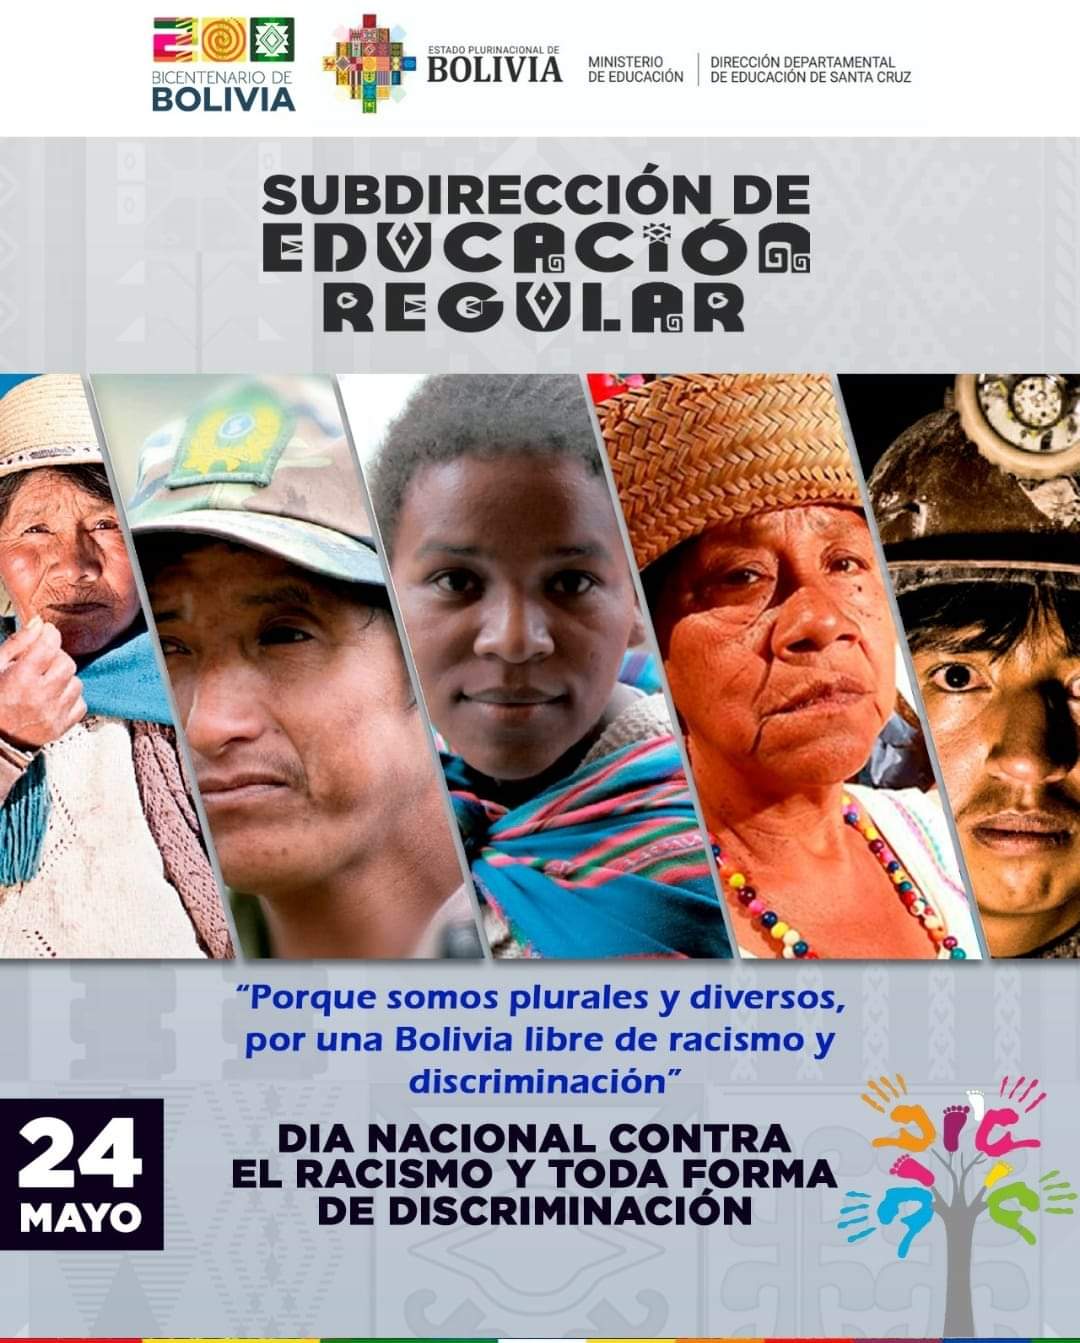 200
BICENTENARIO DE
BOLIVIA
ESTADO PLURINACIONAL DE
BOLIVIA
MINISTERIO
DE EDUCACIÓN
DIRECCIÓN DEPARTAMENTAL
DE EDUCACIÓN DE SANTA CRUZ
SUBDIRECCIÓN DE
EDUCACIÓN
REGULAR
“Porque somos plurales y diversos,
por una Bolivia libre de racismo y
discriminación”
24
MAYO
DIA NACIONAL CONTRA
EL RACISMO Y TODA FORMA
DE DISCRIMINACIÓN